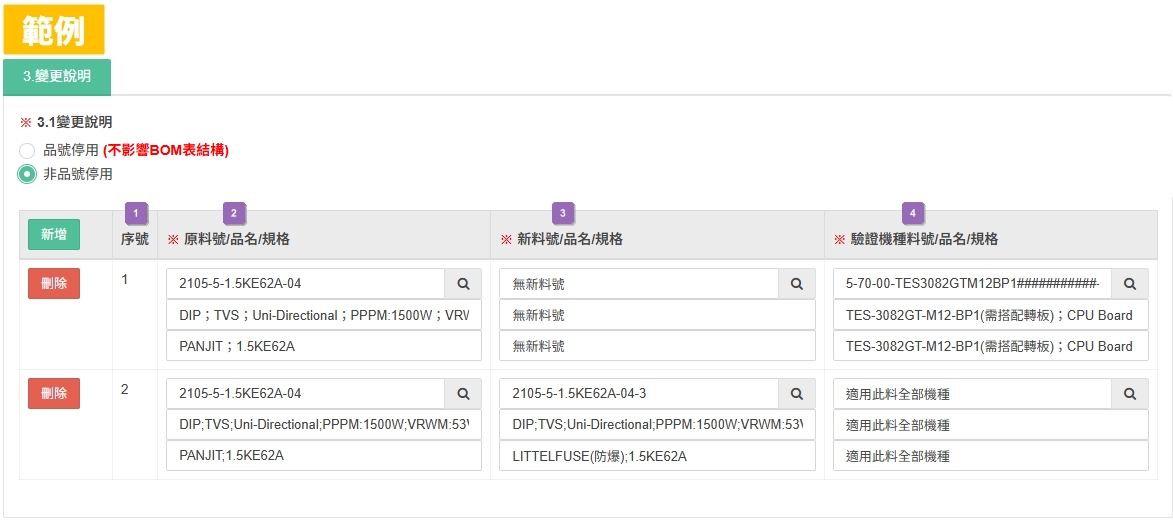 範例
3.變更說明
※ 3.1變更說明
品號停用 (不影響BOM表結構)
非品號停用
1 2 3 4
新增 序號 ※ 原料號/品名/規格 ※ 新料號/品名/規格 ※ 驗證機種料號/品名/規格
刪除 1 2105-5-1.5KE62A-04 無新料號 5-70-00-TES3082GTM12BP1###########-
DIP；TVS；Uni-Directional；PPPM:1500W；VRW 無新料號 TES-3082GT-M12-BP1(需搭配轉板)；CPU Board
PANJIT；1.5KE62A 無新料號 TES-3082GT-M12-BP1(需搭配轉板)；CPU Board
刪除 2 2105-5-1.5KE62A-04 2105-5-1.5KE62A-04-3 適用此料全部機種
DIP;TVS;Uni-Directional;PPPM:1500W;VRWM:53V DIP;TVS;Uni-Directional;PPPM:1500W;VRWM:53V 適用此料全部機種
PANJIT;1.5KE62A LITTELFUSE(防爆);1.5KE62A 適用此料全部機種